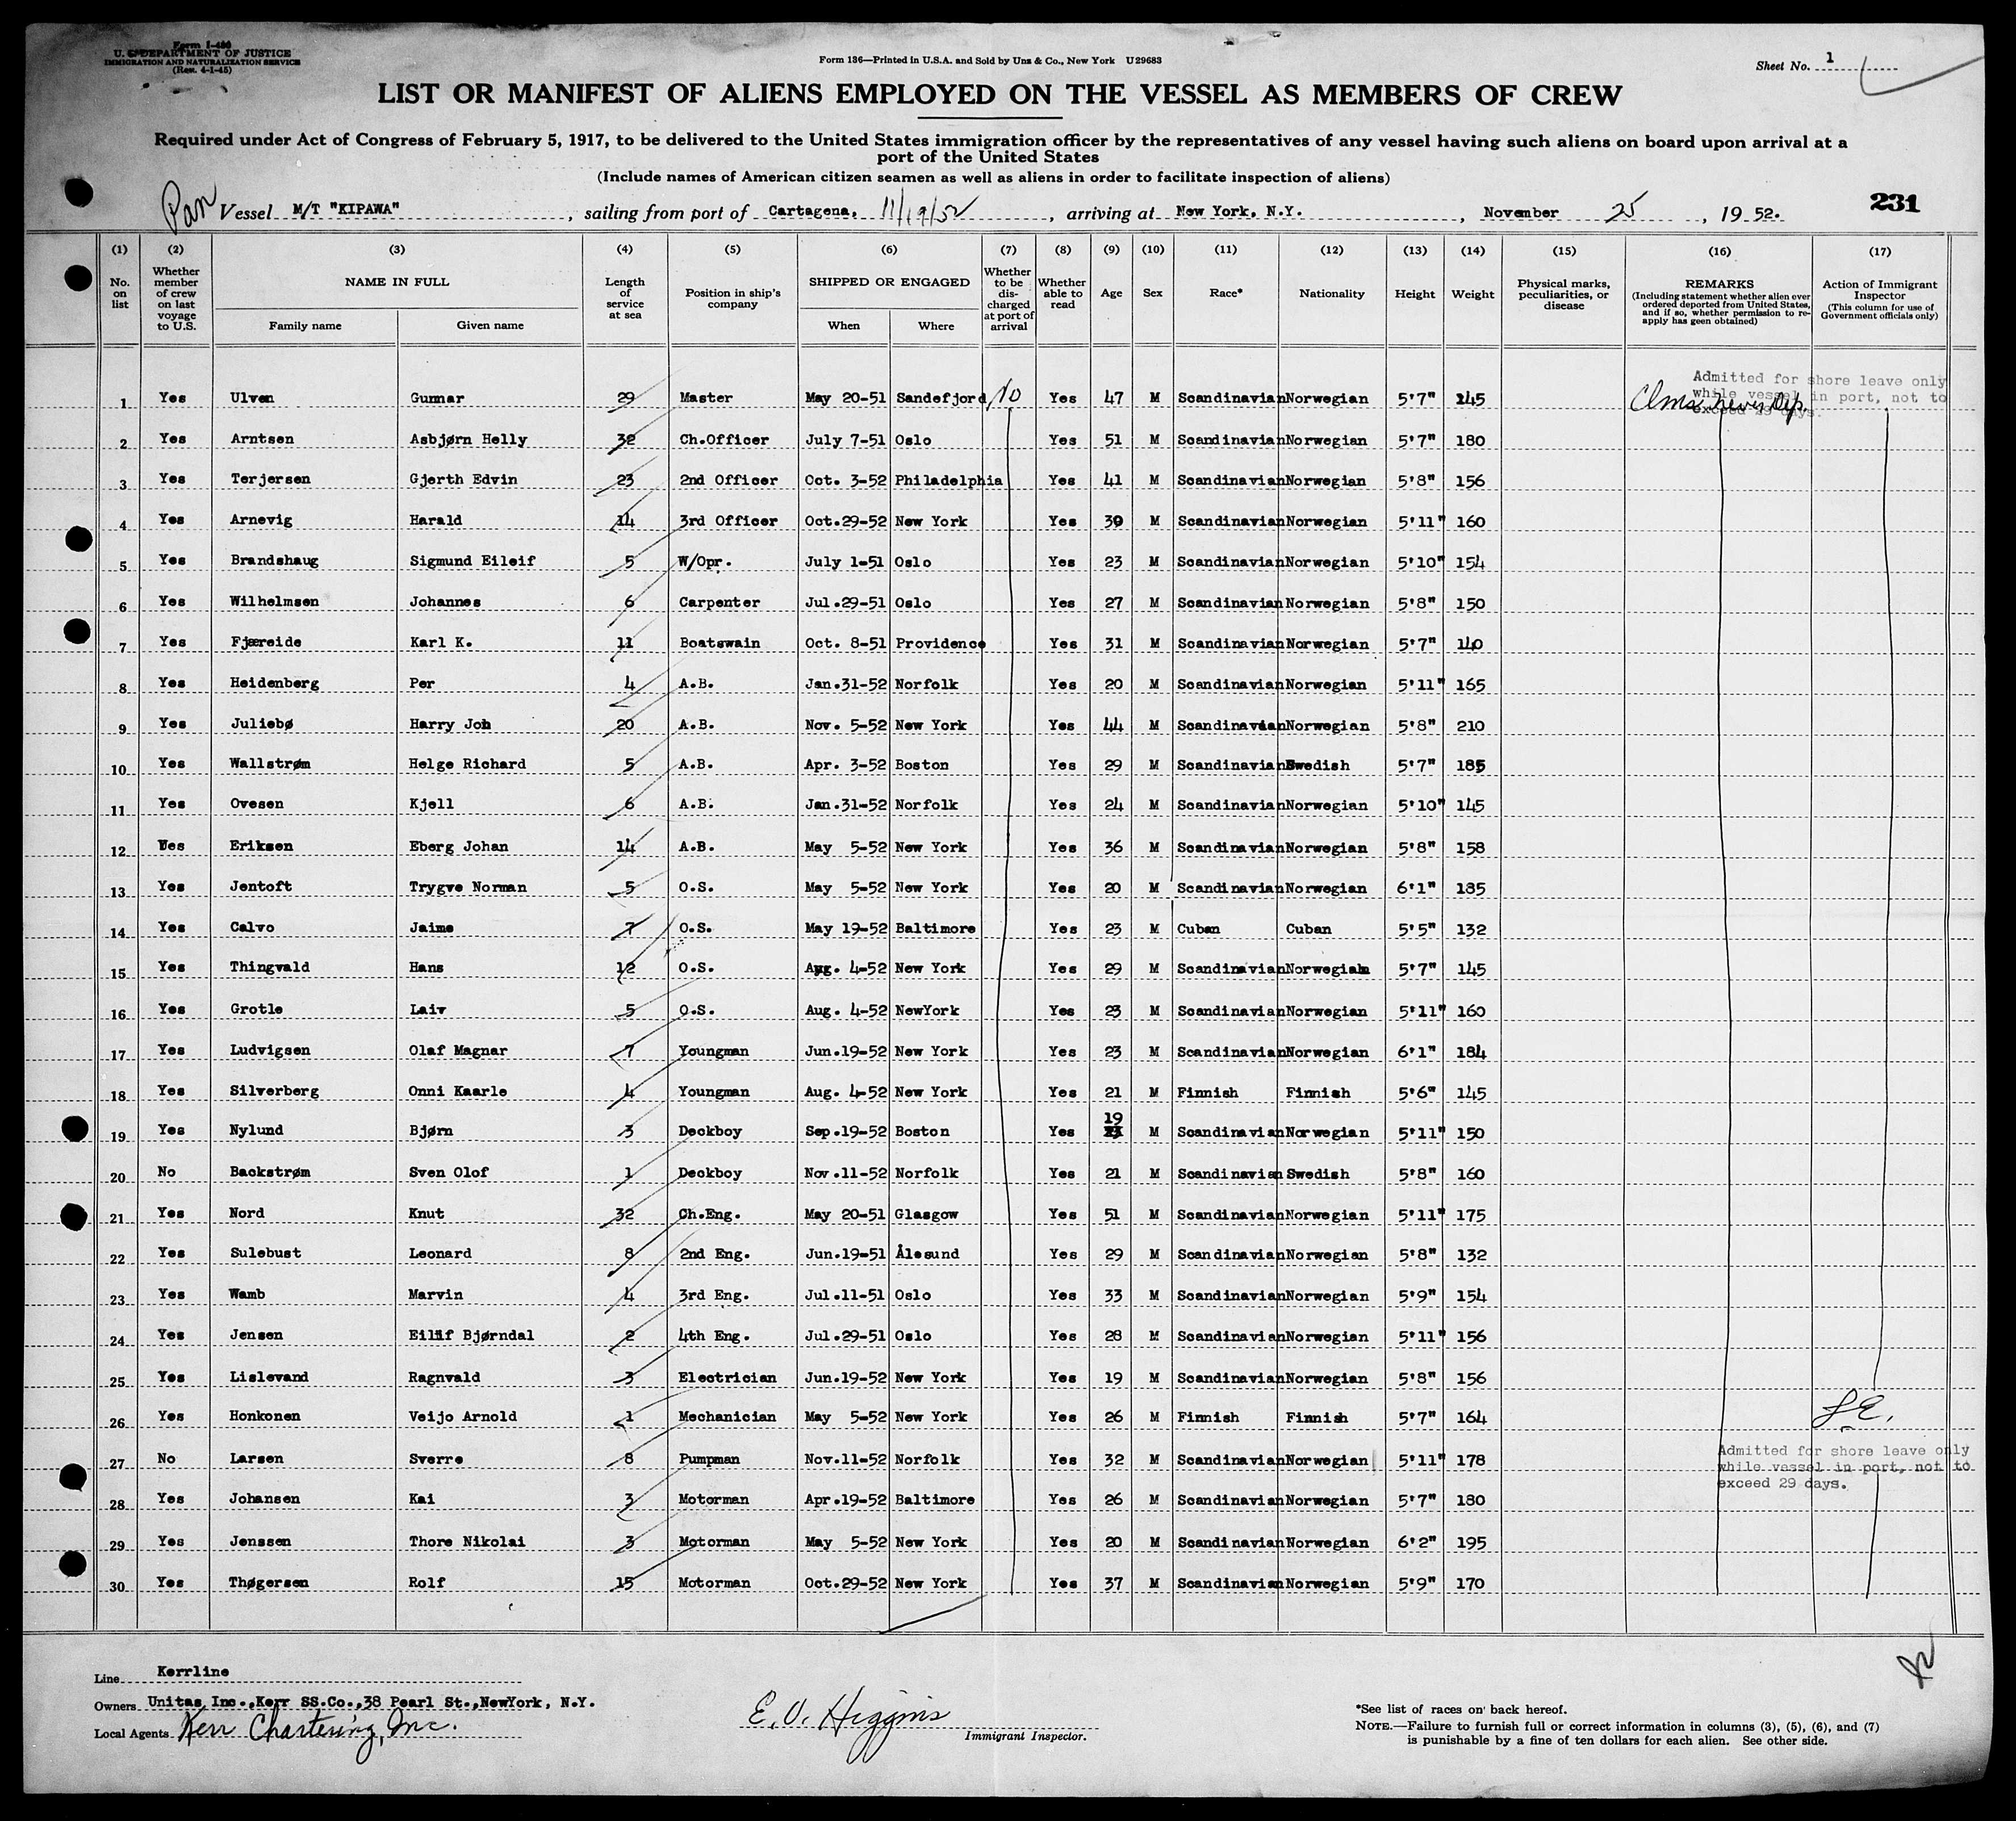 Form I-480
U. S. DEPARTMENT OF JUSTICE
IMMIGRATION AND NATURALIZATION SERVICE
(Rev. 4-1-45)
Form 136—Printed in U.S.A. and Sold by Unz & Co., New York U29683
Sheet No. 1
LIST OR MANIFEST OF ALIENS EMPLOYED ON THE VESSEL AS MEMBERS OF CREW
Required under Act of Congress of February 5, 1917, to be delivered to the United States immigration officer by the representatives of any vessel having such aliens on board upon arrival at a
port of the United States
(Include names of American citizen seamen as well as aliens in order to facilitate inspection of aliens)
Pan Vessel M/T "KIPAWA", sailing from port of Cartagena, 11/19/52, arriving at New York, N.Y., November 25, 19 52. 231
(1) (2) (3) (4) (5) (6) (7) (8) (9) (10) (11) (12) (13) (14) (15) (16) (17)
No. on list
Whether member of crew on last voyage to U.S.
NAME IN FULL
Family name Given name
Length of service at sea
Position in ship's company
SHIPPED OR ENGAGED
When Where
Whether to be discharged at port of arrival
Whether able to read
Age
Sex
Race*
Nationality
Height
Weight
Physical marks, peculiarities, or disease
REMARKS
(Including statement whether alien ever ordered deported from United States, and if so, whether permission to re-apply has geen obtained)
Action of Immigrant Inspector
(This column for use of Government officials only)
Admitted for shore leave only
while vessel in port, not to
exceed 29 days.
Clms never dep.
1 Yes Ulven Gunnar 29 Master May 20-51 Sandefjord No Yes 47 M Scandinavian Norwegian 5'7" 145
2 Yes Arntsen Asbjørn Helly 32 Ch.Officer July 7-51 Oslo Yes 51 M Scandinavian Norwegian 5'7" 180
3 Yes Terjersen Gjerth Edvin 23 2nd Officer Oct. 3-52 Philadelphia Yes 41 M Scandinavian Norwegian 5'8" 156
4 Yes Arnevig Harald 14 3rd Officer Oct.29-52 New York Yes 39 M Scandinavian Norwegian 5'11" 160
5 Yes Brandshaug Sigmund Eileif 5 W/Opr. July 1-51 Oslo Yes 23 M Scandinavian Norwegian 5'10" 154
6 Yes Wilhelmsen Johannes 6 Carpenter Jul.29-51 Oslo Yes 27 M Scandinavian Norwegian 5'8" 150
7 Yes Fjæreide Karl K. 11 Boatswain Oct. 8-51 Providence Yes 31 M Scandinavian Norwegian 5'7" 140
8 Yes Heidenberg Per 4 A.B. Jan.31-52 Norfolk Yes 20 M Scandinavian Norwegian 5'11" 165
9 Yes Juliebø Harry Joh 20 A.B. Nov. 5-52 New York Yes 44 M Scandinavian Norwegian 5'8" 210
10 Yes Wallstrøm Helge Richard 5 A.B. Apr. 3-52 Boston Yes 29 M Scandinavian Swedish 5'7" 185
11 Yes Ovesen Kjell 6 A.B. Jan.31-52 Norfolk Yes 24 M Scandinavian Norwegian 5'10" 145
12 Yes Eriksen Eberg Johan 14 A.B. May 5-52 New York Yes 36 M Scandinavian Norwegian 5'8" 158
13 Yes Jentoft Trygve Norman 5 O.S. May 5-52 New York Yes 20 M Scandinavian Norwegian 6'1" 185
14 Yes Calvo Jaime 7 O.S. May 19-52 Baltimore Yes 23 M Cuban Cuban 5'5" 132
15 Yes Thingvald Hans 12 O.S. Aug. 4-52 New York Yes 29 M Scandinavian Norwegian 5'7" 145
16 Yes Grotle Laiv 5 O.S. Aug. 4-52 NewYork Yes 23 M Scandinavian Norwegian 5'11" 160
17 Yes Ludvigsen Olaf Magnar 7 Youngman Jun.19-52 New York Yes 23 M Scandinavian Norwegian 6'1" 184
18 Yes Silverberg Onni Kaarle 4 Youngman Aug. 4-52 New York Yes 21 M Finnish Finnish 5'6" 145
19 Yes Nylund Bjørn 3 Deckboy Sep.19-52 Boston Yes 19 M Scandinavian Norwegian 5'11" 150
20 No Backstrøm Sven Olof 1 Deckboy Nov.11-52 Norfolk Yes 21 M Scandinavian Swedish 5'8" 160
21 Yes Nord Knut 32 Ch.Eng. May 20-51 Glasgow Yes 51 M Scandinavian Norwegian 5'11" 175
22 Yes Sulebust Leonard 8 2nd Eng. Jun.19-51 Ålesund Yes 29 M Scandinavian Norwegian 5'8" 132
23 Yes Wamb Marvin 4 3rd Eng. Jul.11-51 Oslo Yes 33 M Scandinavian Norwegian 5'9" 154
24 Yes Jensen Eilif Bjørndal 2 4th Eng. Jul.29-51 Oslo Yes 28 M Scandinavian Norwegian 5'11" 156
25 Yes Lislevand Ragnvald 3 Electrician Jun.19-52 New York Yes 19 M Scandinavian Norwegian 5'8" 156
26 Yes Honkonen Veijo Arnold 1 Mechanician May 5-52 New York Yes 26 M Finnish Finnish 5'7" 164
27 No Larsen Sverre 8 Pumpman Nov.11-52 Norfolk Yes 32 M Scandinavian Norwegian 5'11" 178
Admitted for shore leave only
while vessel in port, not to
exceed 29 days.
28 Yes Johansen Kai 3 Motorman Apr.19-52 Baltimore Yes 26 M Scandinavian Norwegian 5'7" 180
29 Yes Jenssen Thore Nikolai 3 Motorman May 5-52 New York Yes 20 M Scandinavian Norwegian 6'2" 195
30 Yes Thøgersen Rolf 15 Motorman Oct.29-52 New York Yes 37 M Scandinavian Norwegian 5'9" 170
Line Kerrline
Owners Unitas Inc.,Kerr SS.Co.,38 Pearl St.,NewYork, N.Y.
Local Agents Kerr Chartering, Inc.
E. O. Higgins
Immigrant Inspector.
*See list of races on back hereof.
NOTE.—Failure to furnish full or correct information in columns (3), (5), (6), and (7)
is punishable by a fine of ten dollars for each alien. See other side.